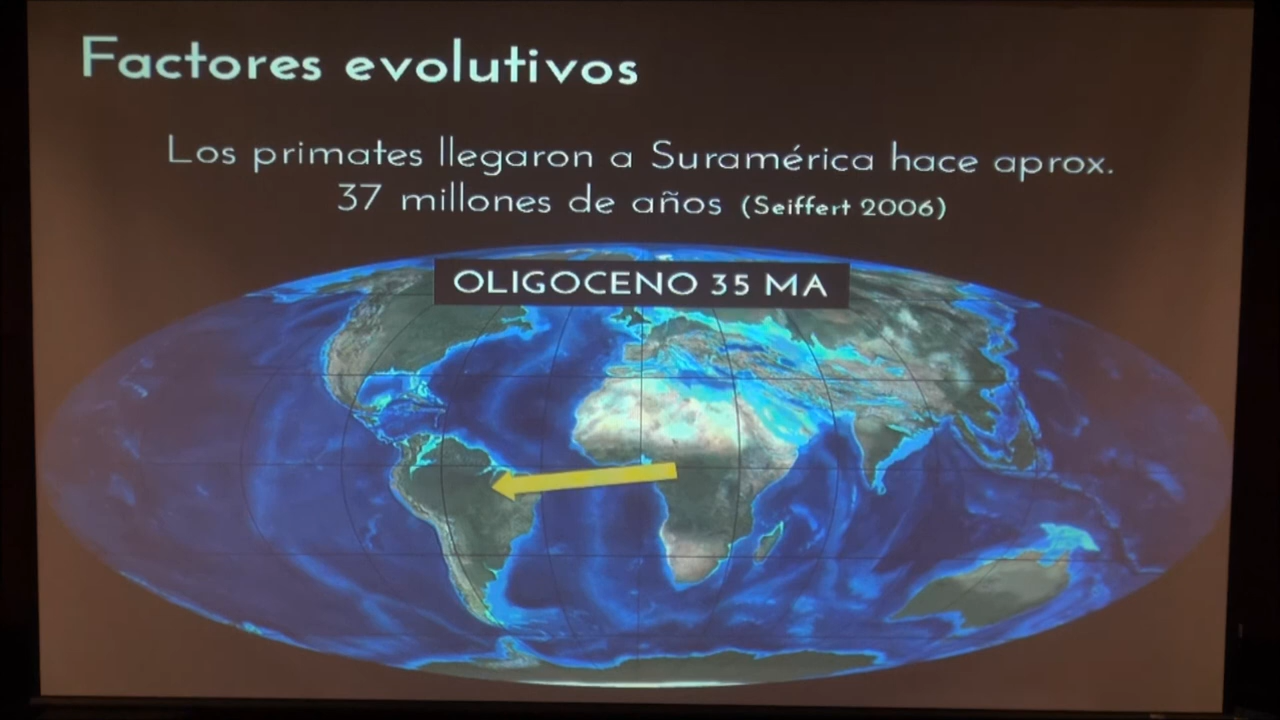 Factores evolutivos
Los primates llegaron a Suramérica hace aprox.
37 millones de años (Seiffert 2006)
OLIGOCENO 35 MA